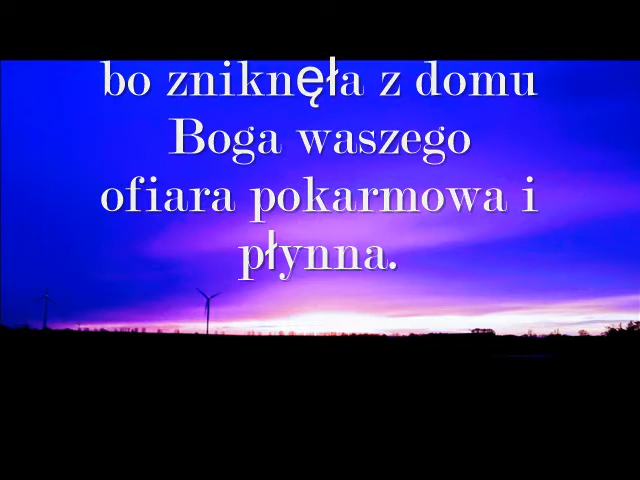 bo zniknęła z domu
Boga waszego
ofiara pokarmowa i
płynna.